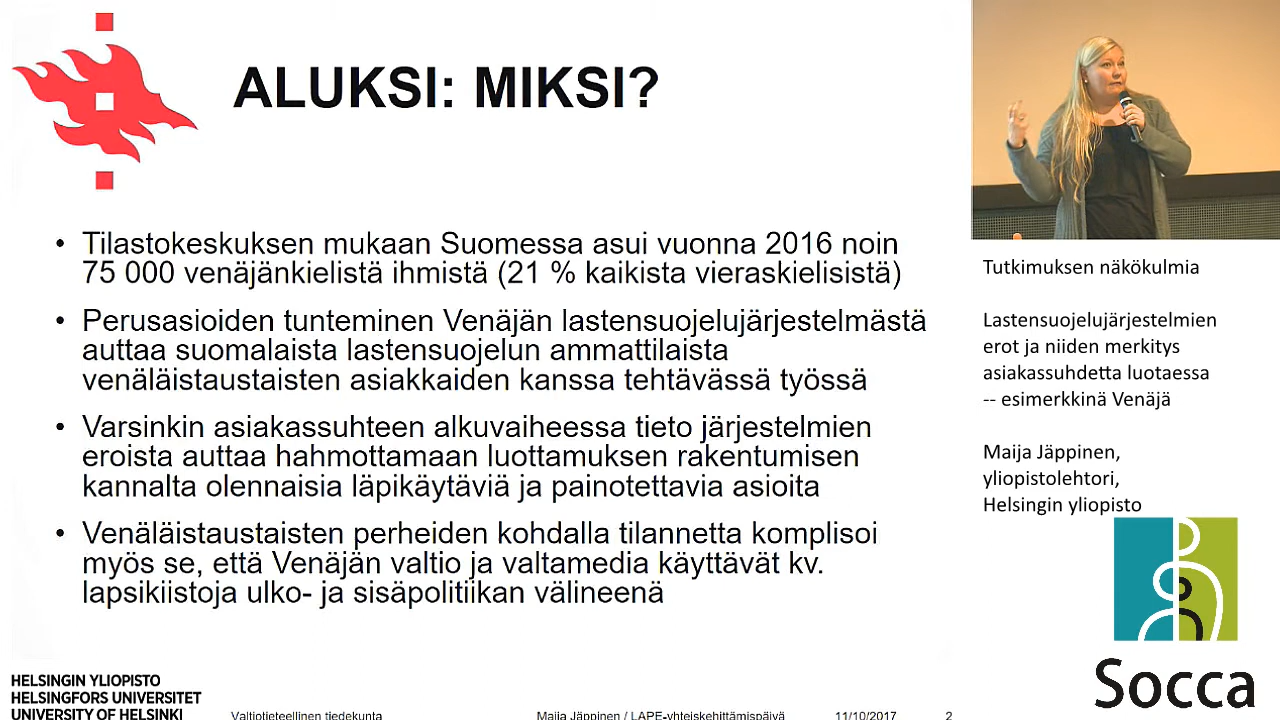 ALUKSI: MIKSI?
• Tilastokeskuksen mukaan Suomessa asui vuonna 2016 noin
75 000 venäjänkielistä ihmistä (21 % kaikista vieraskielisistä)
• Perusasioiden tunteminen Venäjän lastensuojelujärjestelmästä
auttaa suomalaista lastensuojelun ammattilaista
venäläistaustaisten asiakkaiden kanssa tehtävässä työssä
• Varsinkin asiakassuhteen alkuvaiheessa tieto järjestelmien
eroista auttaa hahmottamaan luottamuksen rakentumisen
kannalta olennaisia läpikäytäviä ja painotettavia asioita
• Venäläistaustaisten perheiden kohdalla tilannetta komplisoi
myös se, että Venäjän valtio ja valtamedia käyttävät kv.
lapsikiistoja ulko- ja sisäpolitiikan välineenä
HELSINGIN YLIOPISTO
HELSINGFORS UNIVERSITET
UNIVERSITY OF HELSINKI
Valtiotieteellinen tiedekunta
Maija Jäppinen / LAPE-yhteiskehittämispäivä
11/10/2017
2
Tutkimuksen näkökulmia
Lastensuojelujärjestelmien
erot ja niiden merkitys
asiakassuhdetta luotaessa
-- esimerkkinä Venäjä
Maija Jäppinen,
yliopistolehtori,
Helsingin yliopisto
Socca